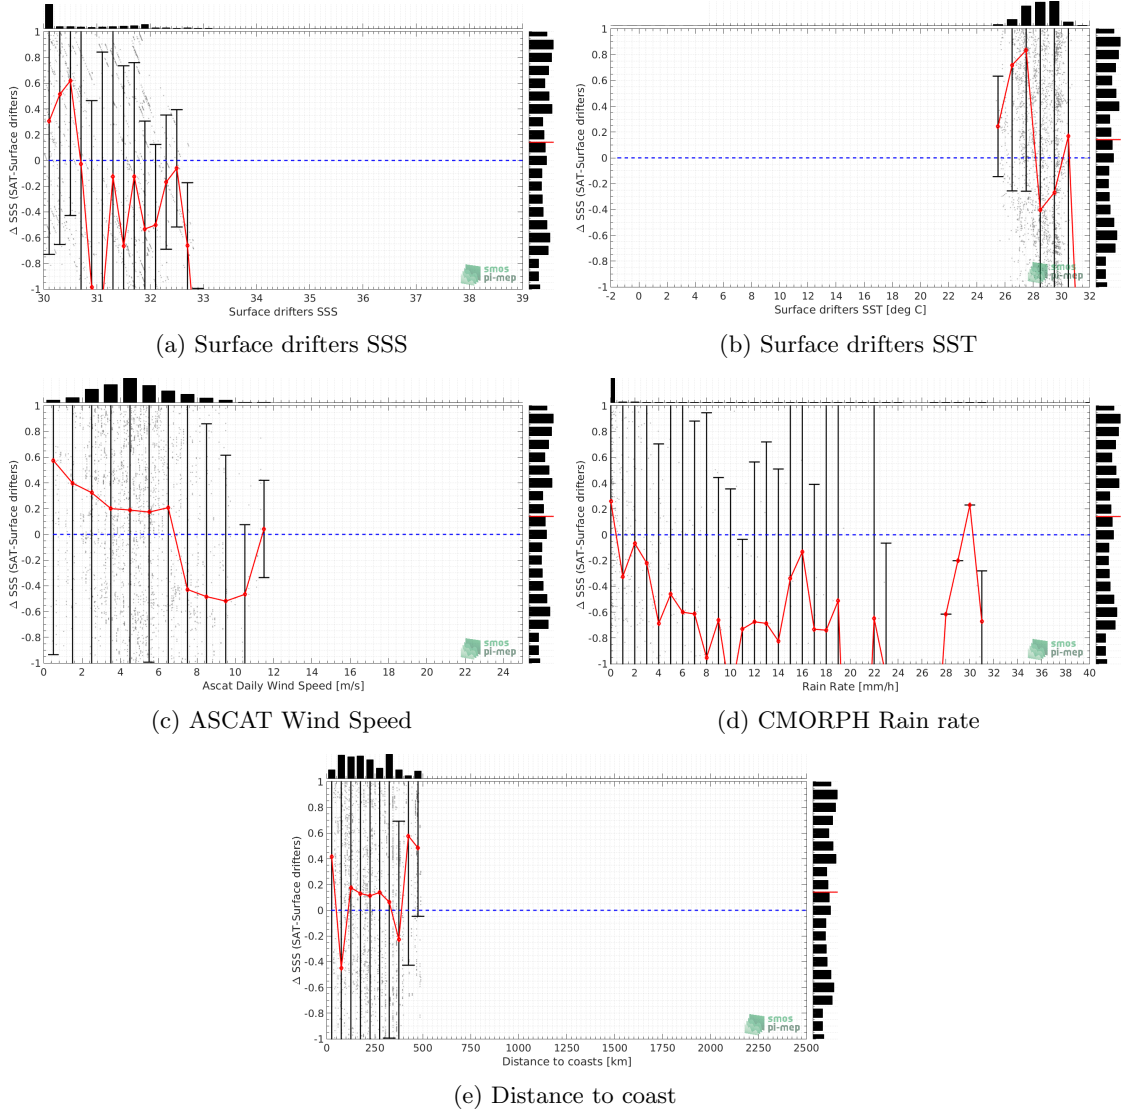 1
0.8
0.6
0.4
0.2
0
-0.2
-0.4
-0.6
-0.8
-1
Δ SSS (SAT-Surface drifters)
30 31 32 33 34 35 36 37 38 39
Surface drifters SSS
smos
pi-mep
(a) Surface drifters SSS
1
0.8
0.6
0.4
0.2
0
-0.2
-0.4
-0.6
-0.8
-1
Δ SSS (SAT-Surface drifters)
-2 0 2 4 6 8 10 12 14 16 18 20 22 24 26 28 30 32
Surface drifters SST [deg C]
smos
pi-mep
(b) Surface drifters SST
1
0.8
0.6
0.4
0.2
0
-0.2
-0.4
-0.6
-0.8
-1
Δ SSS (SAT-Surface drifters)
0 2 4 6 8 10 12 14 16 18 20 22 24
Ascat Daily Wind Speed [m/s]
smos
pi-mep
(c) ASCAT Wind Speed
1
0.8
0.6
0.4
0.2
0
-0.2
-0.4
-0.6
-0.8
-1
Δ SSS (SAT-Surface drifters)
0 2 4 6 8 10 12 14 16 18 20 22 24 26 28 30 32 34 36 38 40
Rain Rate [mm/h]
smos
pi-mep
(d) CMORPH Rain rate
1
0.8
0.6
0.4
0.2
0
-0.2
-0.4
-0.6
-0.8
-1
Δ SSS (SAT-Surface drifters)
0 250 500 750 1000 1250 1500 1750 2000 2250 2500
Distance to coasts [km]
smos
pi-mep
(e) Distance to coast